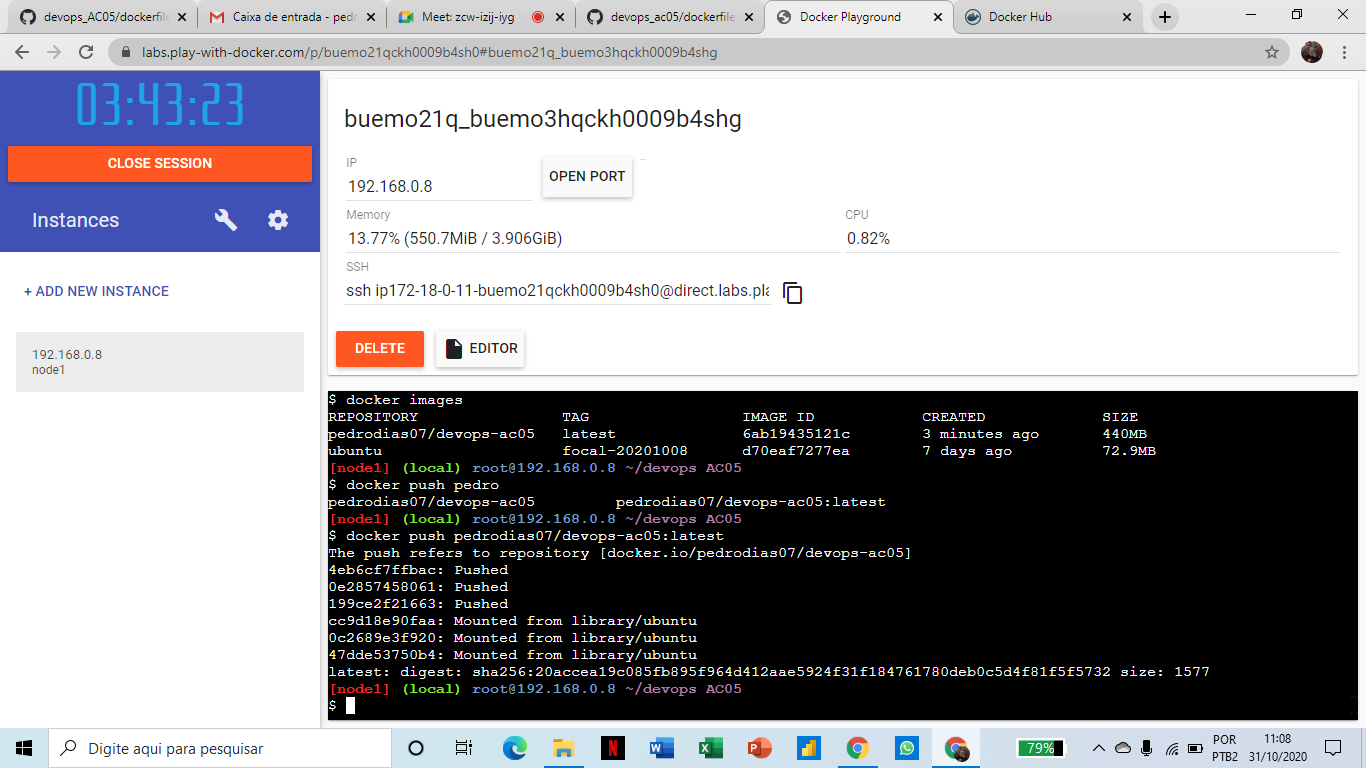 devops_AC05/dockerfile
Caixa de entrada - pedr
Meet: zcw-izij-iyg
devops_ac05/dockerfile
Docker Playground
Docker Hub
labs.play-with-docker.com/p/buemo21qckh0009b4sh0#buemo21q_buemo3hqckh0009b4shg
03:43:23
CLOSE SESSION
Instances
+ ADD NEW INSTANCE
192.168.0.8
node1
buemo21q_buemo3hqckh0009b4shg
IP
192.168.0.8
OPEN PORT
Memory
13.77% (550.7MiB / 3.906GiB)
CPU
0.82%
SSH
ssh ip172-18-0-11-buemo21qckh0009b4sh0@direct.labs.pla
DELETE
EDITOR
$ docker images
REPOSITORY TAG IMAGE ID CREATED SIZE
pedrodias07/devops-ac05 latest 6ab19435121c 3 minutes ago 440MB
ubuntu focal-20201008 d70eaf7277ea 7 days ago 72.9MB
[node1] (local) root@192.168.0.8 ~/devops AC05
$ docker push pedro
pedrodias07/devops-ac05 pedrodias07/devops-ac05:latest
[node1] (local) root@192.168.0.8 ~/devops AC05
$ docker push pedrodias07/devops-ac05:latest
The push refers to repository [docker.io/pedrodias07/devops-ac05]
4eb6cf7ffbac: Pushed
0e2857458061: Pushed
199ce2f21663: Pushed
cc9d18e90faa: Mounted from library/ubuntu
0c2689e3f920: Mounted from library/ubuntu
47dde53750b4: Mounted from library/ubuntu
latest: digest: sha256:20accea19c085fb895f964d412aae5924f31f184761780deb0c5d4f81f5f5732 size: 1577
[node1] (local) root@192.168.0.8 ~/devops AC05
$
Digite aqui para pesquisar
79%
POR
PTB2
11:08
31/10/2020